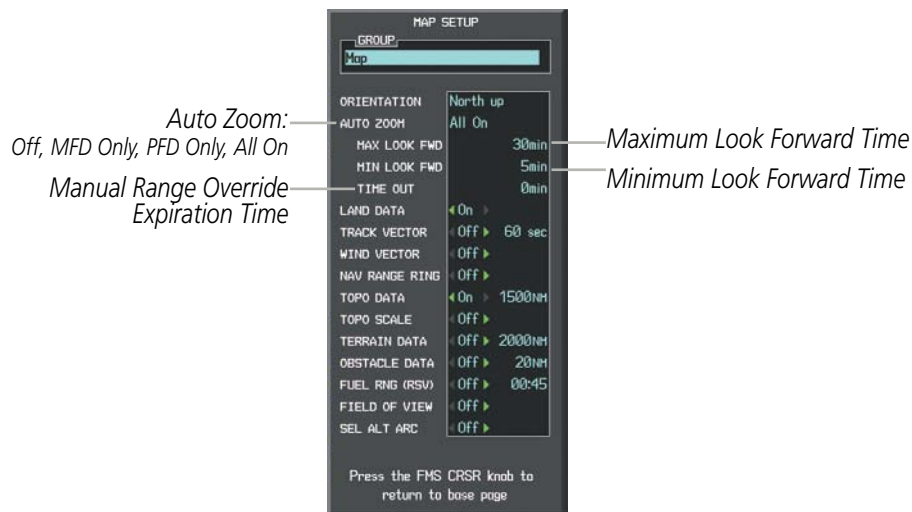 MAP SETUP
GROUP
Map
ORIENTATION North up
AUTO ZOOM All On
MAX LOOK FWD 30min
MIN LOOK FWD 5min
TIME OUT 0min
LAND DATA On
TRACK VECTOR Off 60 sec
WIND VECTOR Off
NAV RANGE RING Off
TOPO DATA On 1500NM
TOPO SCALE Off
TERRAIN DATA Off 2000NM
OBSTACLE DATA Off 20NM
FUEL RNG (RSV) Off 00:45
FIELD OF VIEW Off
SEL ALT ARC Off
Press the FMS CRSR knob to
return to base page
Auto Zoom:
Off, MFD Only, PFD Only, All On
Manual Range Override
Expiration Time
Maximum Look Forward Time
Minimum Look Forward Time